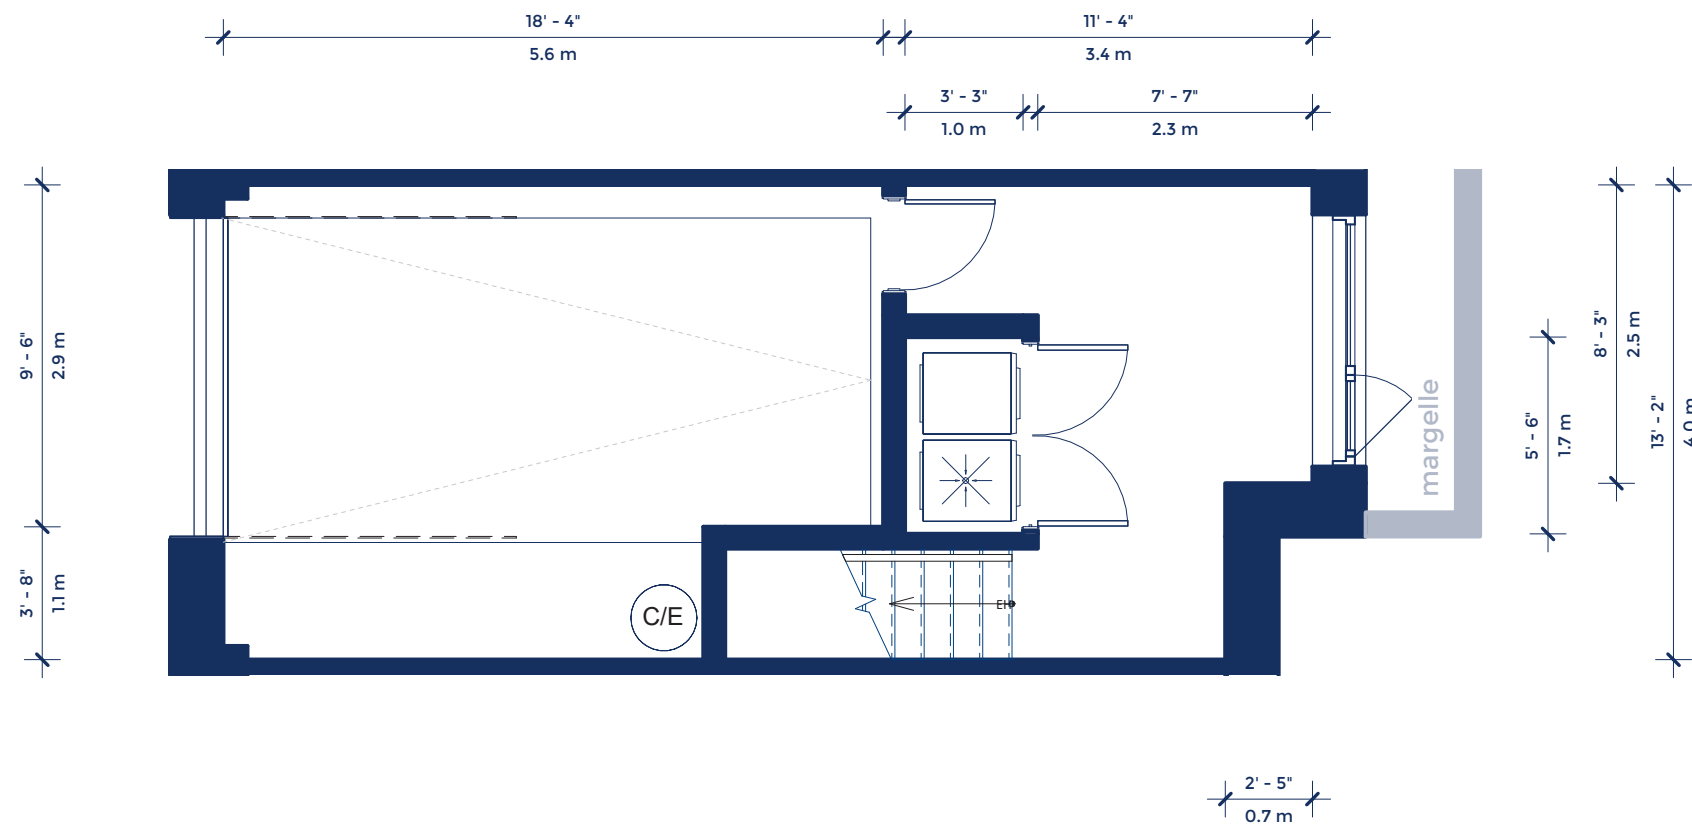 18' - 4"
11' - 4"
5.6 m
3.4 m
3' - 3"
7' - 7"
1.0 m
2.3 m
9' - 6"
2.9 m
3' - 8"
1.1 m
C/E
EH
margelle
5' - 6"
1.7 m
8' - 3"
2.5 m
13' - 2"
4.0 m
2' - 5"
0.7 m